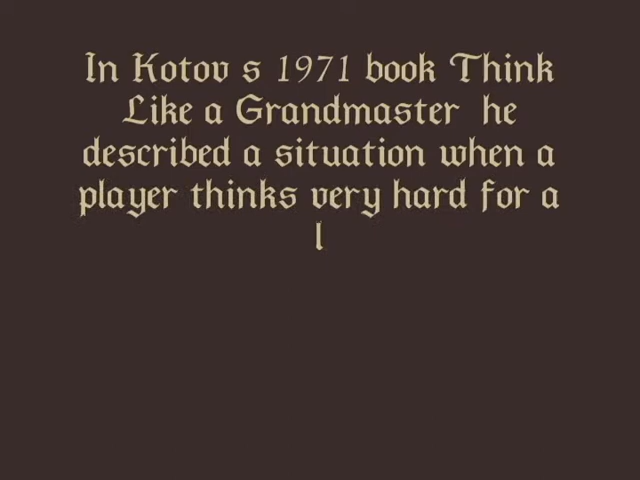 In Kotov s 1971 book Think
Like a Grandmaster he
described a situation when a
player thinks very hard for a
l